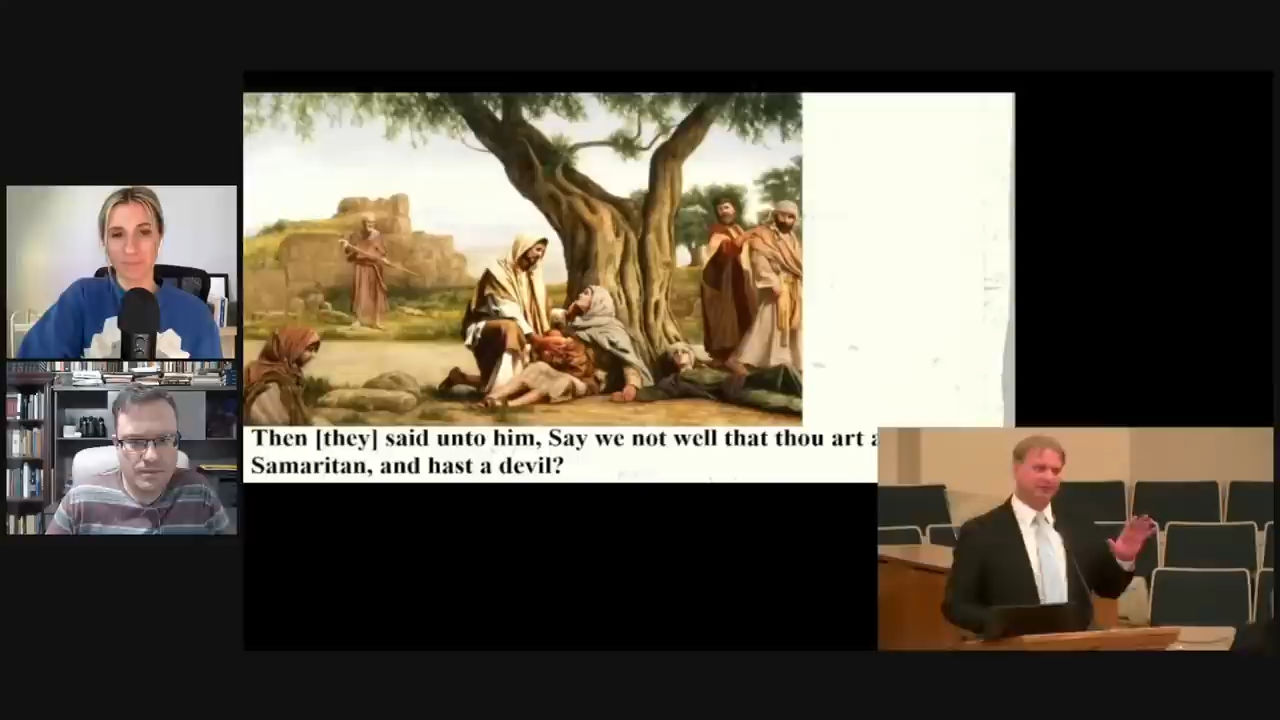 Then [they] said unto him, Say we not well that thou art a
Samaritan, and hast a devil?